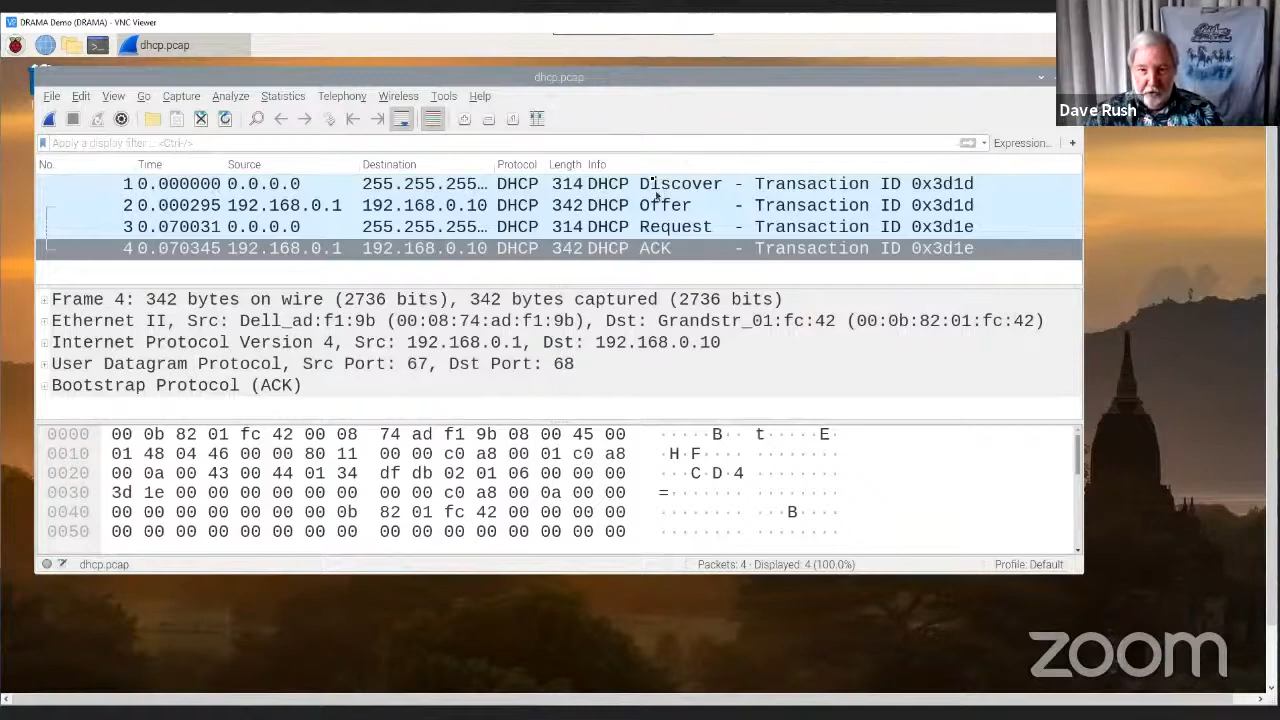 DRAMA Demo (DRAMA) - VNC Viewer
dhcp.pcap
dhcp.pcap
File Edit View Go Capture Analyze Statistics Telephony Wireless Tools Help
Apply a display filter ... <Ctrl-/>
Expression... +
No. Time Source Destination Protocol Length Info
1 0.000000 0.0.0.0 255.255.255… DHCP 314 DHCP Discover - Transaction ID 0x3d1d
2 0.000295 192.168.0.1 192.168.0.10 DHCP 342 DHCP Offer - Transaction ID 0x3d1d
3 0.070031 0.0.0.0 255.255.255… DHCP 314 DHCP Request - Transaction ID 0x3d1e
4 0.070345 192.168.0.1 192.168.0.10 DHCP 342 DHCP ACK - Transaction ID 0x3d1e
Frame 4: 342 bytes on wire (2736 bits), 342 bytes captured (2736 bits)
Ethernet II, Src: Dell_ad:f1:9b (00:08:74:ad:f1:9b), Dst: Grandstr_01:fc:42 (00:0b:82:01:fc:42)
Internet Protocol Version 4, Src: 192.168.0.1, Dst: 192.168.0.10
User Datagram Protocol, Src Port: 67, Dst Port: 68
Bootstrap Protocol (ACK)
0000 00 0b 82 01 fc 42 00 08 74 ad f1 9b 08 00 45 00 ·····B·· t·····E·
0010 01 48 04 46 00 00 80 11 00 00 c0 a8 00 01 c0 a8 ·H·F···· ········
0020 00 0a 00 43 00 44 01 34 df db 02 01 06 00 00 00 ···C·D·4 ········
0030 3d 1e 00 00 00 00 00 00 00 00 c0 a8 00 0a 00 00 =······· ········
0040 00 00 00 00 00 00 00 0b 82 01 fc 42 00 00 00 00 ········ ···B····
0050 00 00 00 00 00 00 00 00 00 00 00 00 00 00 00 00 ········ ········
dhcp.pcap
Packets: 4 · Displayed: 4 (100.0%)
Profile: Default
Dave Rush
zoom